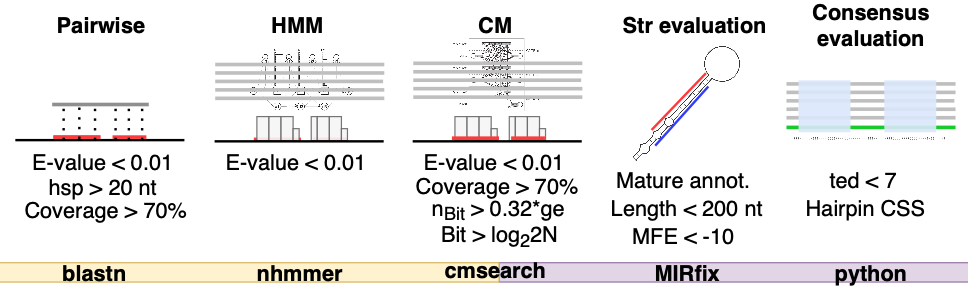 Pairwise
E-value < 0.01
hsp > 20 nt
Coverage > 70%
blastn
HMM
E-value < 0.01
nhmmer
CM
E-value < 0.01
Coverage > 70%
nBit > 0.32*ge
Bit > log₂2N
cmsearch
Str evaluation
Mature annot.
Length < 200 nt
MFE < -10
MIRfix
Consensus
evaluation
ted < 7
Hairpin CSS
python